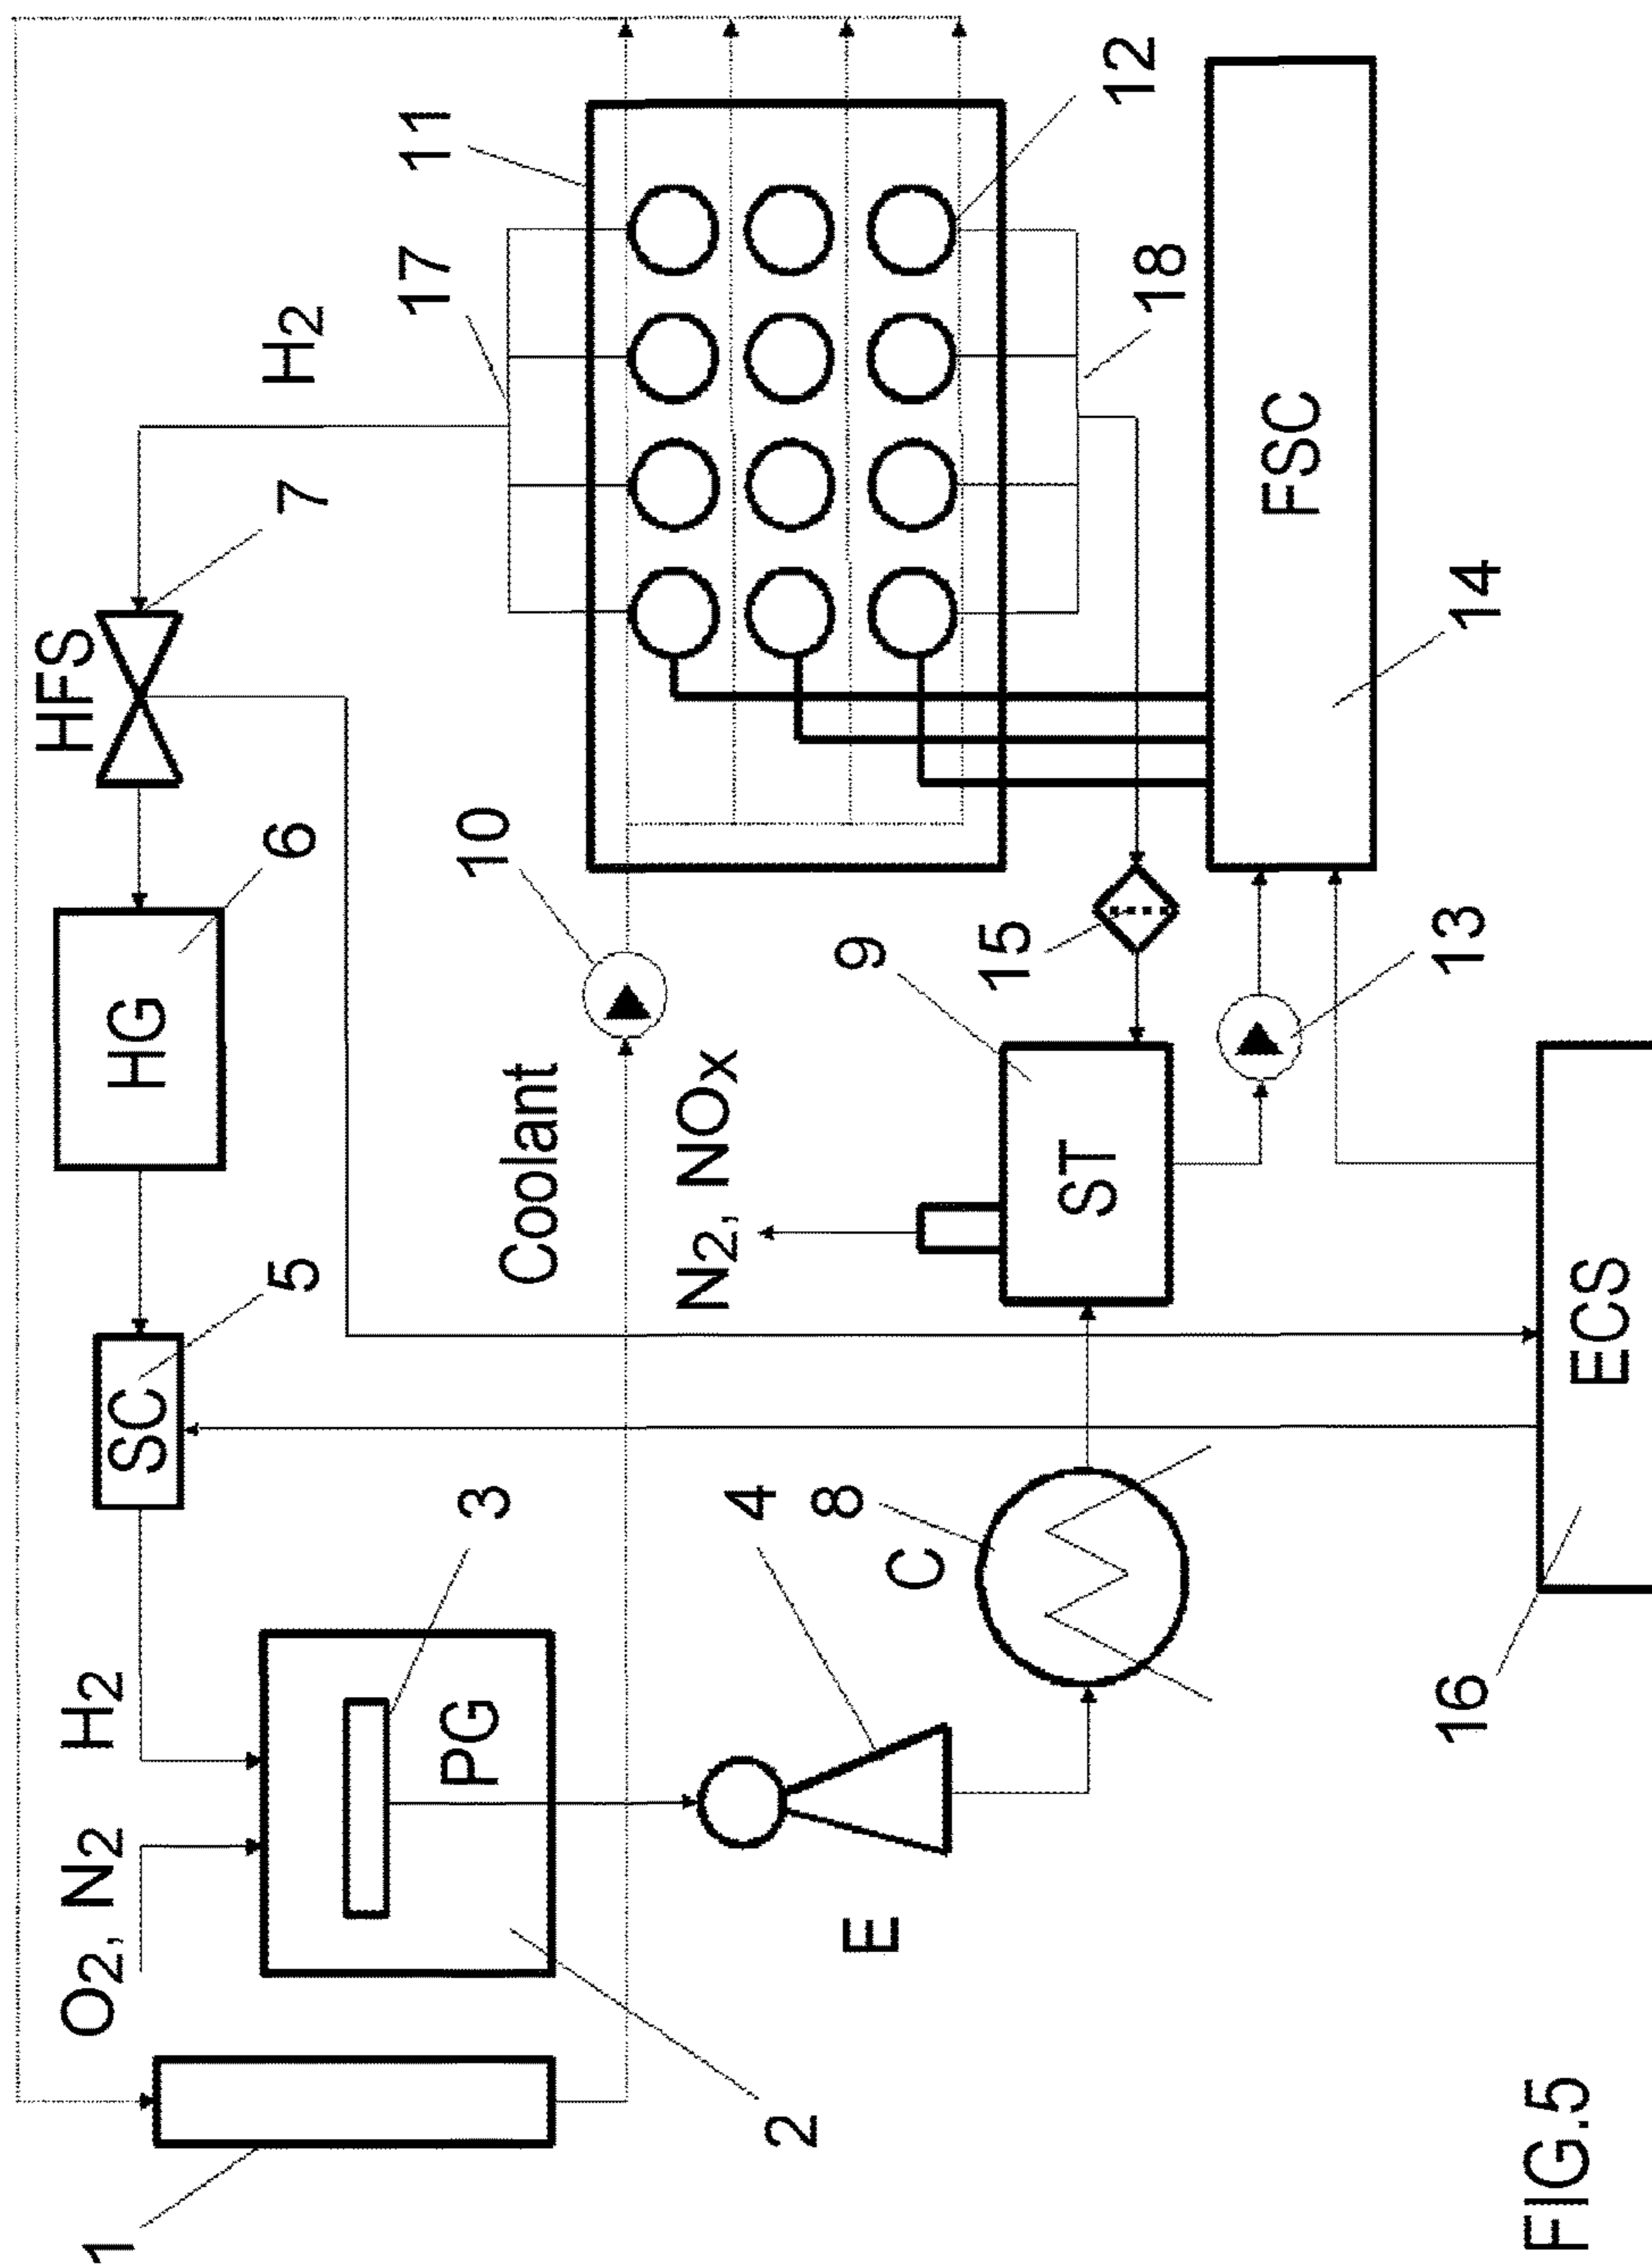 HFS
1
O2, N2
H2
SC
HG
5
6
7
H2
17
11
PG
3
10
Coolant
N2, NOx
4
2
8
9
E
C
15
ST
12
18
FSC
16
13
14
FIG.5
ECS